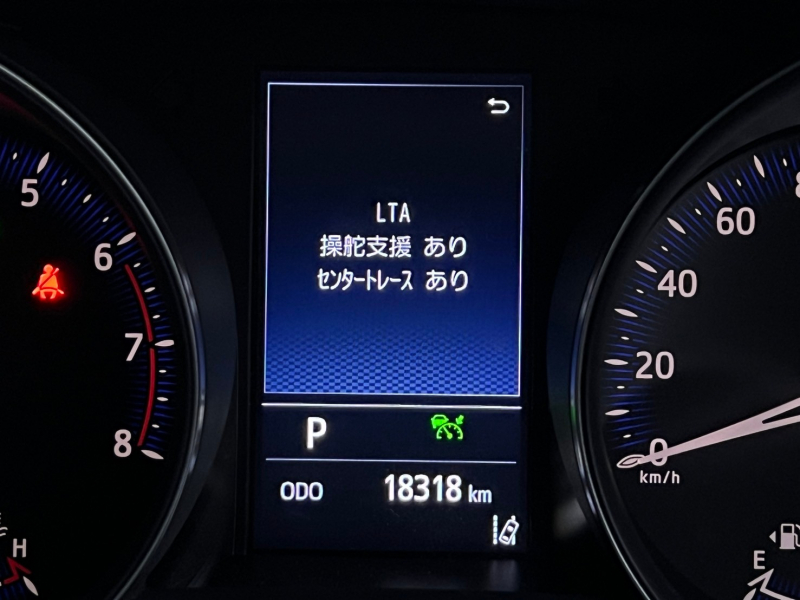 LTA
操舵支援 あり
センタートレース あり
P
ODO 18318 km
5
6
7
8
H
60
40
20
0
km/h
E